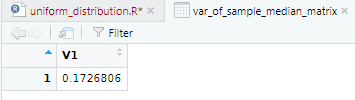 uniform_distribution.R*
var_of_sample_median_matrix
Filter
V1
1 0.1726806